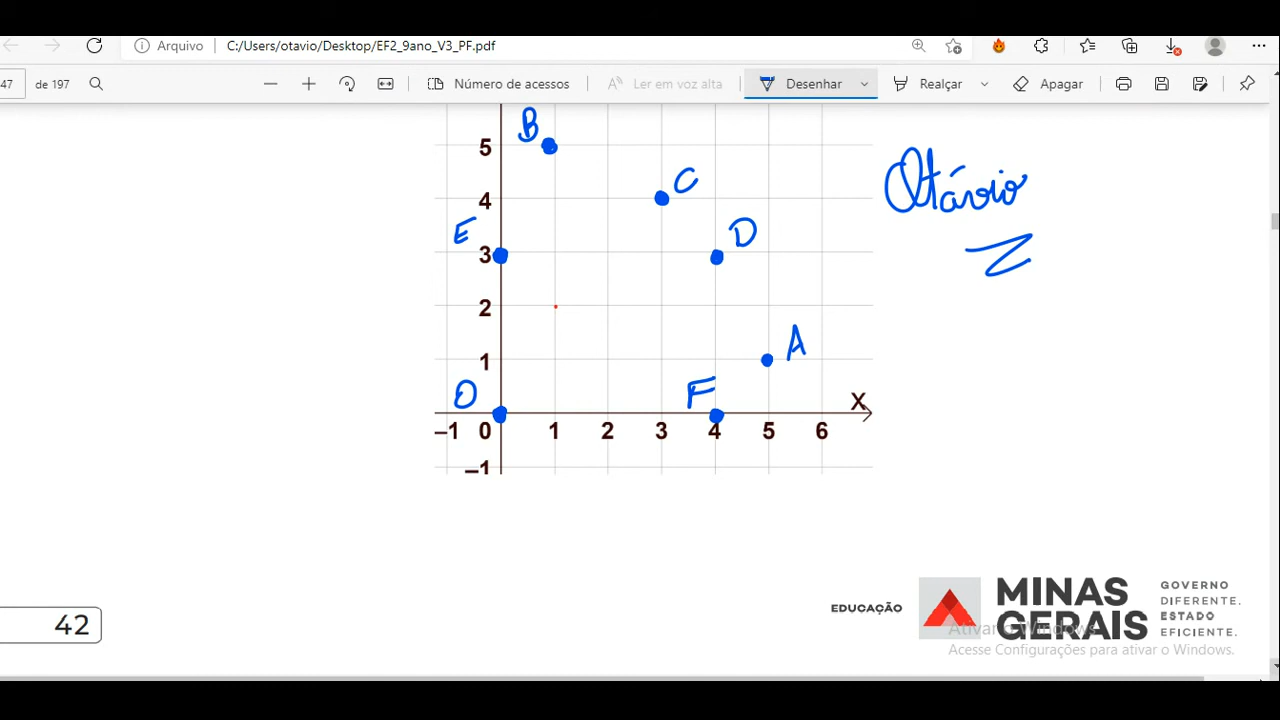 Arquivo C:/Users/otavio/Desktop/EF2_9ano_V3_PF.pdf
47 de 197 Número de acessos Ler em voz alta Desenhar Realçar Apagar
B
5
C
Otávio
4
E
D
3
2
A
1
O
F
X
–1 0 1 2 3 4 5 6
–1
42
EDUCAÇÃO
MINAS
GERAIS
GOVERNO
DIFERENTE.
ESTADO
EFICIENTE.
Ativar o Windows
Acesse Configurações para ativar o Windows.